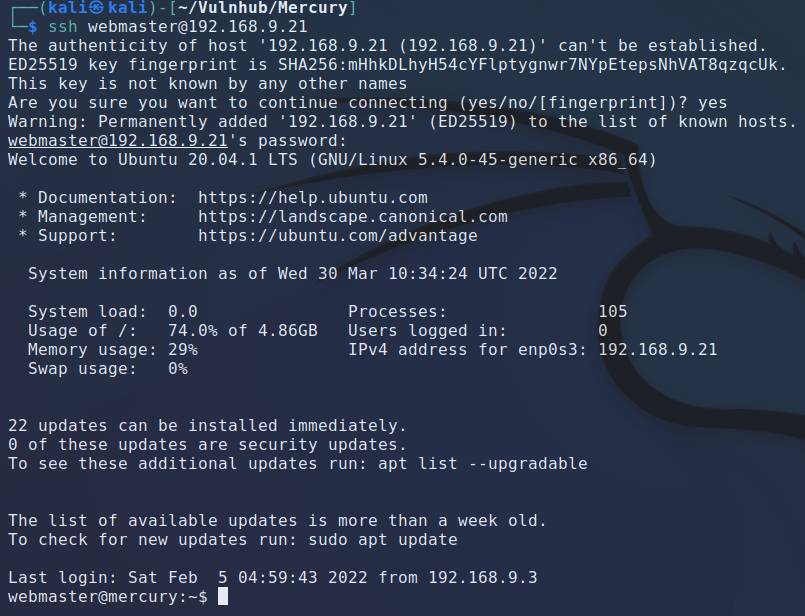 ┌──(kali㉿kali)-[~/Vulnhub/Mercury]
└─$ ssh webmaster@192.168.9.21
The authenticity of host '192.168.9.21 (192.168.9.21)' can't be established.
ED25519 key fingerprint is SHA256:mHhkDLhyH54cYFlptygnwr7NYpEtepsNhVAT8qzqcUk.
This key is not known by any other names
Are you sure you want to continue connecting (yes/no/[fingerprint])? yes
Warning: Permanently added '192.168.9.21' (ED25519) to the list of known hosts.
webmaster@192.168.9.21's password:
Welcome to Ubuntu 20.04.1 LTS (GNU/Linux 5.4.0-45-generic x86_64)

 * Documentation:  https://help.ubuntu.com
 * Management:     https://landscape.canonical.com
 * Support:        https://ubuntu.com/advantage

  System information as of Wed 30 Mar 10:34:24 UTC 2022

  System load:  0.0               Processes:               105
  Usage of /:   74.0% of 4.86GB   Users logged in:         0
  Memory usage: 29%               IPv4 address for enp0s3: 192.168.9.21
  Swap usage:   0%

22 updates can be installed immediately.
0 of these updates are security updates.
To see these additional updates run: apt list --upgradable

The list of available updates is more than a week old.
To check for new updates run: sudo apt update

Last login: Sat Feb  5 04:59:43 2022 from 192.168.9.3
webmaster@mercury:~$